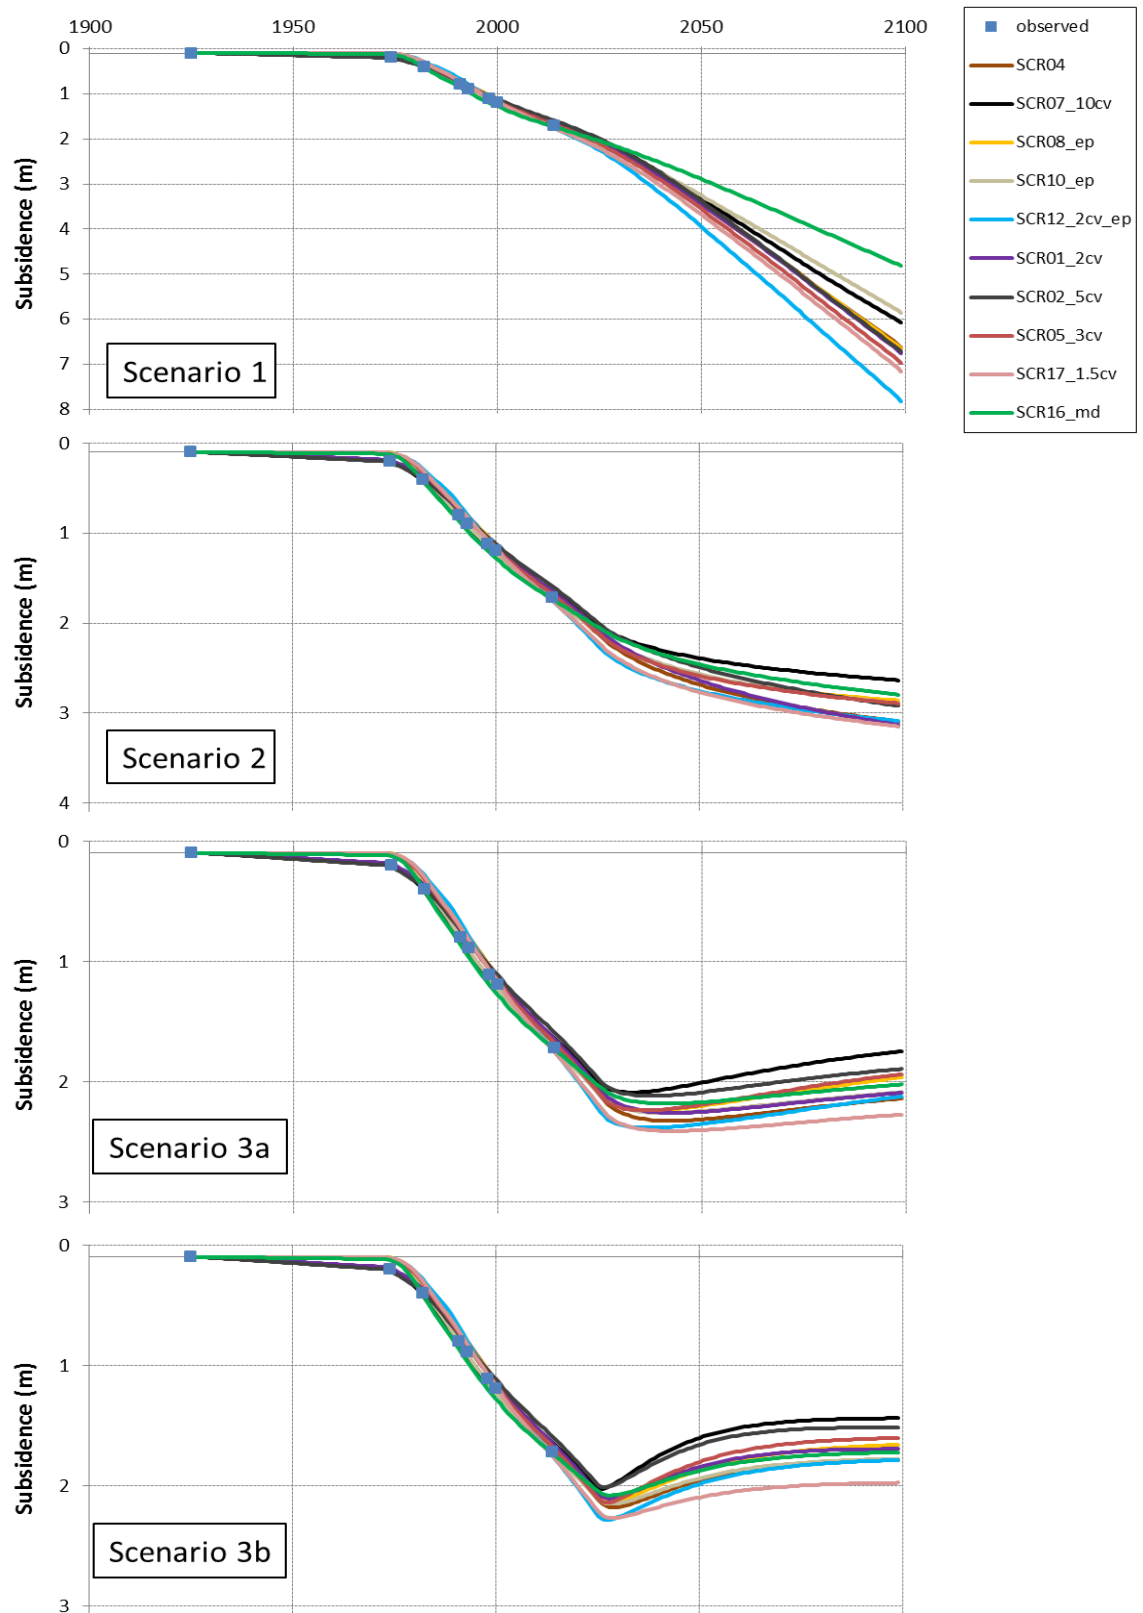 1900 1950 2000 2050 2100
0
1
2
3
4
5
6
7
8
Subsidence (m)
Scenario 1
observed
SCR04
SCR07_10cv
SCR08_ep
SCR10_ep
SCR12_2cv_ep
SCR01_2cv
SCR02_5cv
SCR05_3cv
SCR17_1.5cv
SCR16_md
0
1
2
3
4
Subsidence (m)
Scenario 2
0
1
2
3
Subsidence (m)
Scenario 3a
0
1
2
3
Subsidence (m)
Scenario 3b